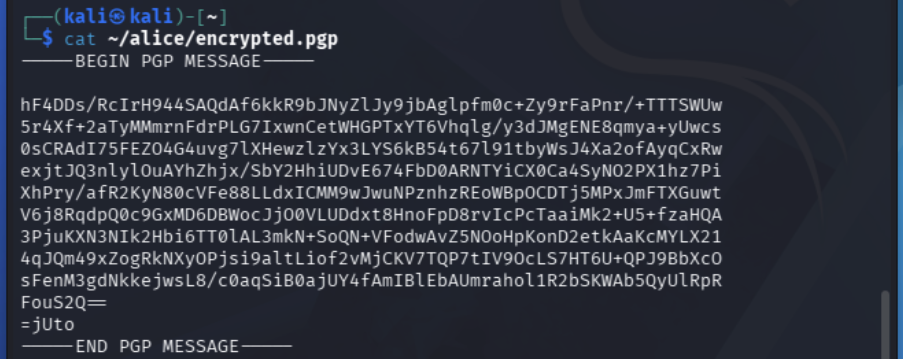 ┌──(kali㉿kali)-[~]
└─$ cat ~/alice/encrypted.pgp
-----BEGIN PGP MESSAGE-----

hF4DDs/RcIrH944SAQdAf6kkR9bJNyZlJy9jbAglpfm0c+Zy9rFaPnr/+TTTSWUw
5r4Xf+2aTyMMmrnFdrPLG7IxwnCetWHGPTxYT6Vhqlg/y3dJMgENE8qmya+yUwcs
0sCRAdI75FEZO4G4uvg7lXHewzlzYx3LYS6kB54t67l91tbyWsJ4Xa2ofAyqCxRw
exjtJQ3nlylOuAYhZhjx/SbY2HhiUDvE674FbD0ARNTYiCX0Ca4SyNO2PX1hz7Pi
XhPry/afR2KyN80cVFe88LLdxICMM9wJwuNPznhzREoWBpOCDTj5MPxJmFTXGuwt
V6j8RqdpQ0c9GxMD6DBWocJjO0VLUDdxt8HnoFpD8rvIcPcTaaiMk2+U5+fzaHQA
3PjuKXN3NIk2Hbi6TT0lAL3mkN+SoQN+VFodwAvZ5NOoHpKonD2etkAaKcMYLX21
4qJQm49xZogRkNXyOPjsi9altLiof2vMjCKV7TQP7tIV9OcLS7HT6U+QPJ9BbXcO
sFenM3gdNkkejwsL8/c0aqSiB0ajUY4fAmIBlEbAUmrahol1R2bSKWAb5QyUlRpR
FouS2Q==
=jUto
-----END PGP MESSAGE-----